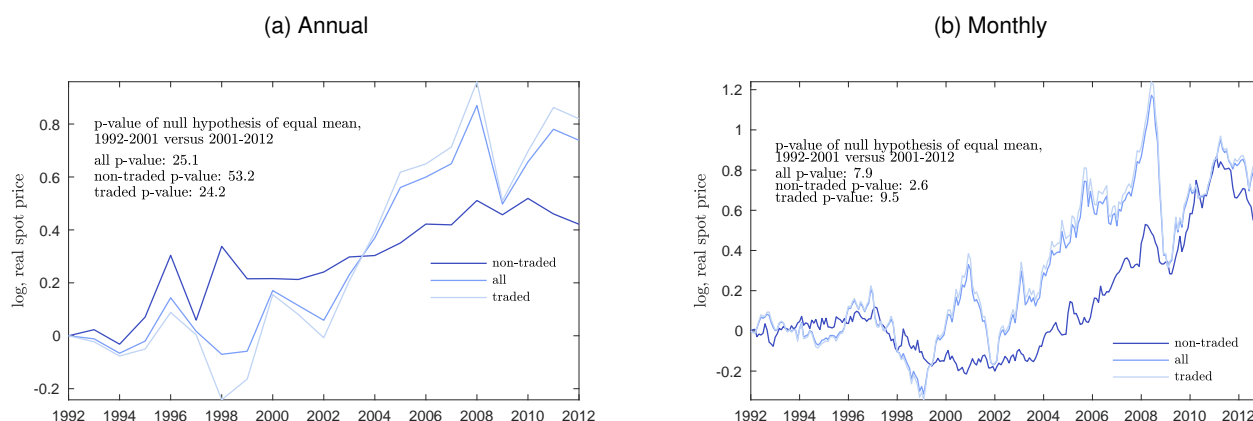 (a) Annual
p-value of null hypothesis of equal mean,
1992-2001 versus 2001-2012
all p-value: 25.1
non-traded p-value: 53.2
traded p-value: 24.2
log, real spot price
0.8
0.6
0.4
0.2
0
-0.2
non-traded
all
traded
1992 1994 1996 1998 2000 2002 2004 2006 2008 2010 2012
(b) Monthly
p-value of null hypothesis of equal mean,
1992-2001 versus 2001-2012
all p-value: 7.9
non-traded p-value: 2.6
traded p-value: 9.5
log, real spot price
1.2
1
0.8
0.6
0.4
0.2
0
-0.2
non-traded
all
traded
1992 1994 1996 1998 2000 2002 2004 2006 2008 2010 2012